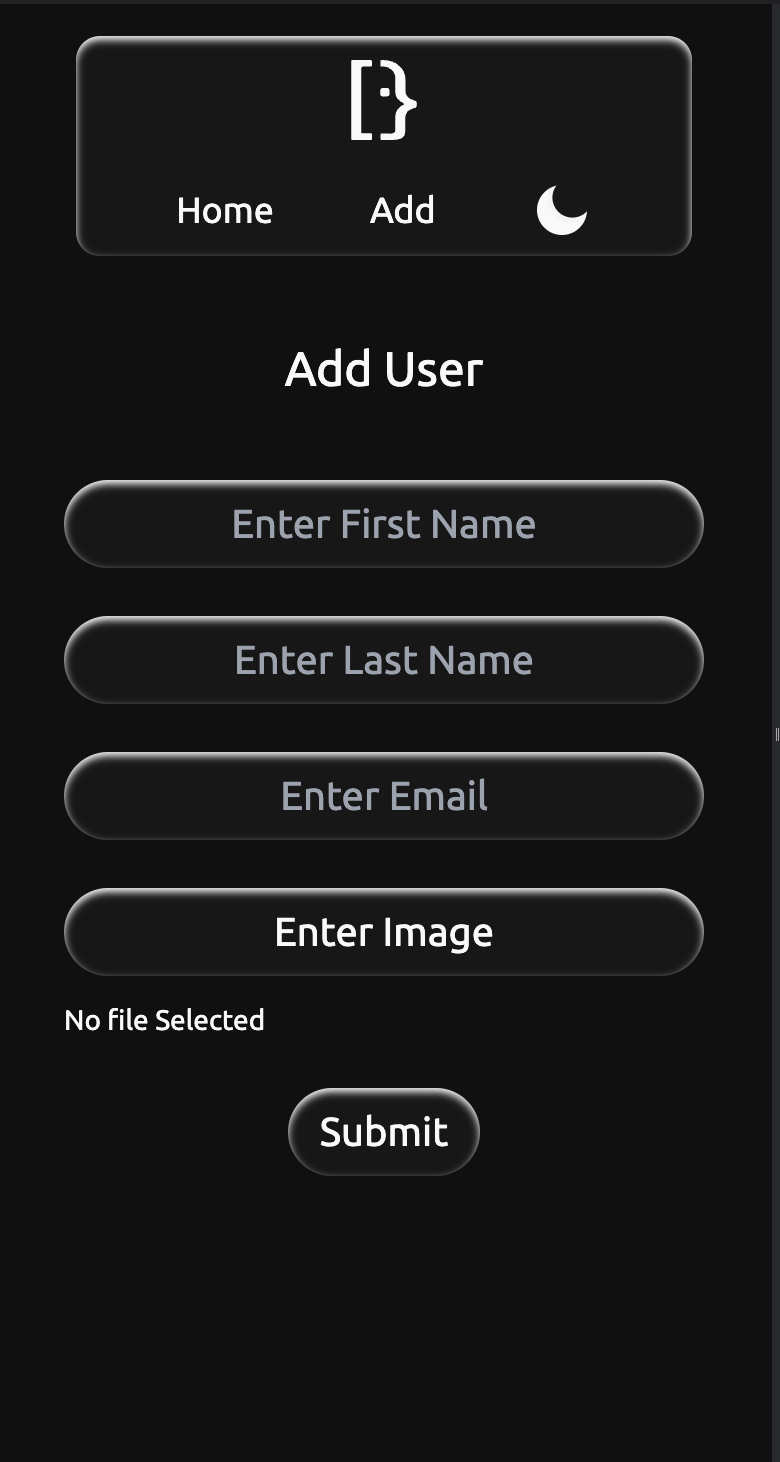 [·}
Home Add
Add User
Enter First Name
Enter Last Name
Enter Email
Enter Image
No file Selected
Submit